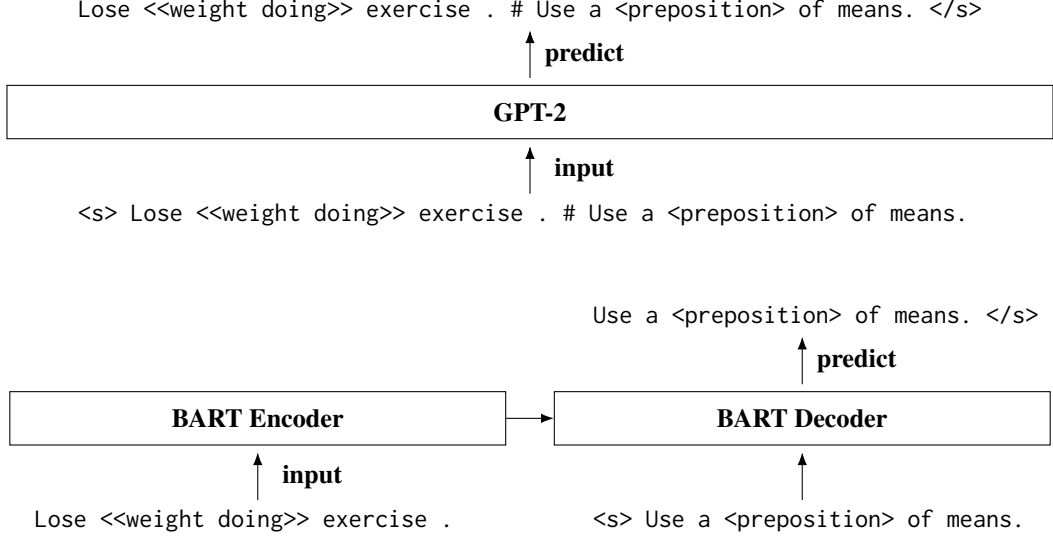 Lose <<weight doing>> exercise . # Use a <preposition> of means. </s>
predict
GPT-2
input
<s> Lose <<weight doing>> exercise . # Use a <preposition> of means.
Use a <preposition> of means. </s>
predict
BART Encoder
BART Decoder
input
Lose <<weight doing>> exercise .
<s> Use a <preposition> of means.